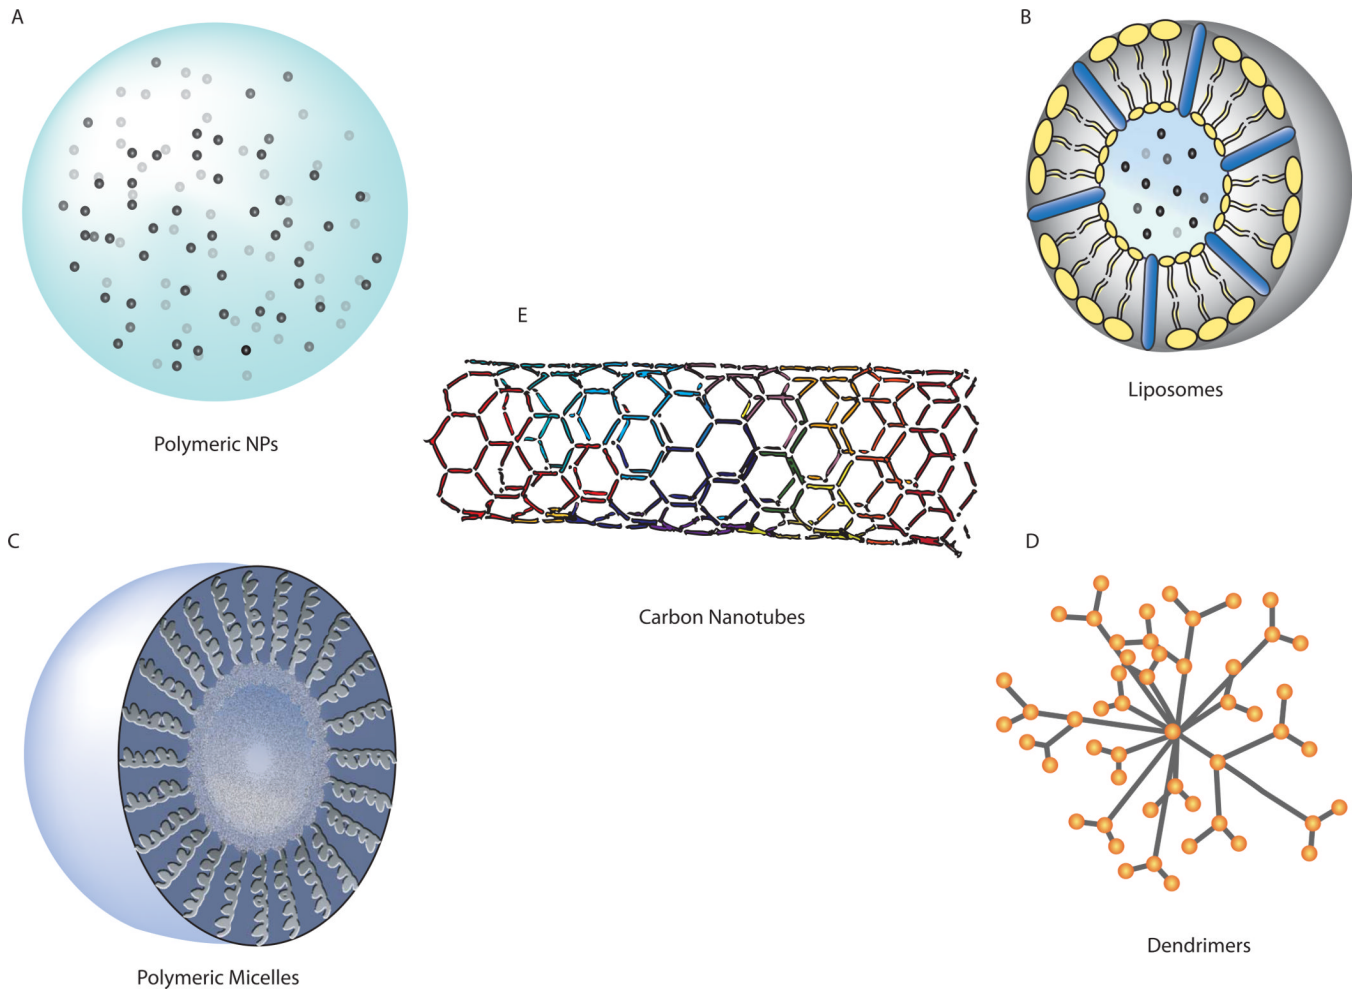 A
Polymeric NPs
B
Liposomes
E
Carbon Nanotubes
C
Polymeric Micelles
D
Dendrimers